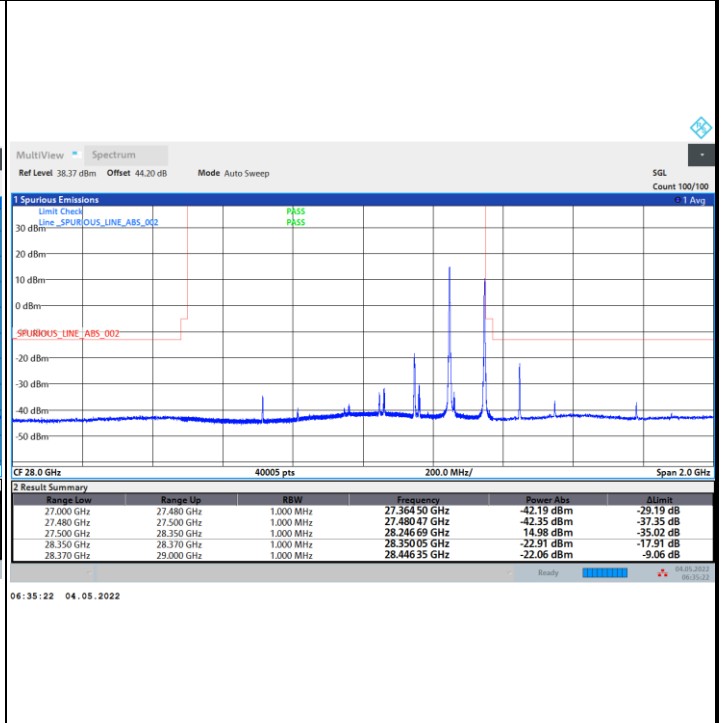 MultiView Spectrum
Ref Level 38.37 dBm Offset 44.20 dB Mode Auto Sweep SGL
Count 100/100
1 Spurious Emissions 1 Avg
Limit Check PASS
Line _SPURIOUS_LINE_ABS_002 PASS
30 dBm
20 dBm
10 dBm
0 dBm
_SPURIOUS_LINE_ABS_002
-20 dBm
-30 dBm
-40 dBm
-50 dBm
CF 28.0 GHz 40005 pts 200.0 MHz/ Span 2.0 GHz
2 Result Summary
Range Low Range Up RBW Frequency Power Abs ΔLimit
27.000 GHz 27.480 GHz 1.000 MHz 27.364 50 GHz -42.19 dBm -29.19 dB
27.480 GHz 27.500 GHz 1.000 MHz 27.480 47 GHz -42.35 dBm -37.35 dB
27.500 GHz 28.350 GHz 1.000 MHz 28.246 69 GHz 14.98 dBm -35.02 dB
28.350 GHz 28.370 GHz 1.000 MHz 28.350 05 GHz -22.91 dBm -17.91 dB
28.370 GHz 29.000 GHz 1.000 MHz 28.446 35 GHz -22.06 dBm -9.06 dB
Ready 04.05.2022
06:35:22
06:35:22 04.05.2022